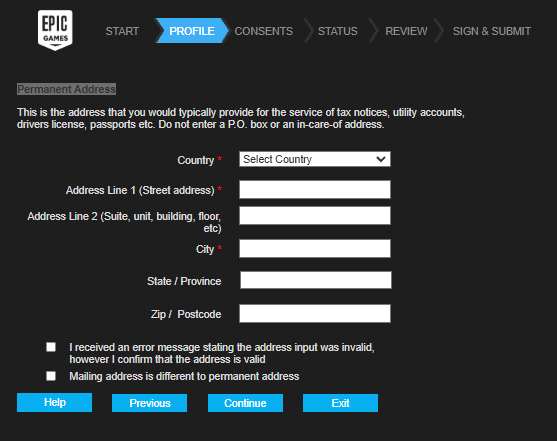 EPIC
GAMES
START PROFILE CONSENTS STATUS REVIEW SIGN & SUBMIT
Permanent Address
This is the address that you would typically provide for the service of tax notices, utility accounts,
drivers license, passports etc. Do not enter a P.O. box or an in-care-of address.
Country * Select Country
Address Line 1 (Street address) *
Address Line 2 (Suite, unit, building, floor,
etc)
City *
State / Province
Zip / Postcode
I received an error message stating the address input was invalid,
however I confirm that the address is valid
Mailing address is different to permanent address
Help Previous Continue Exit